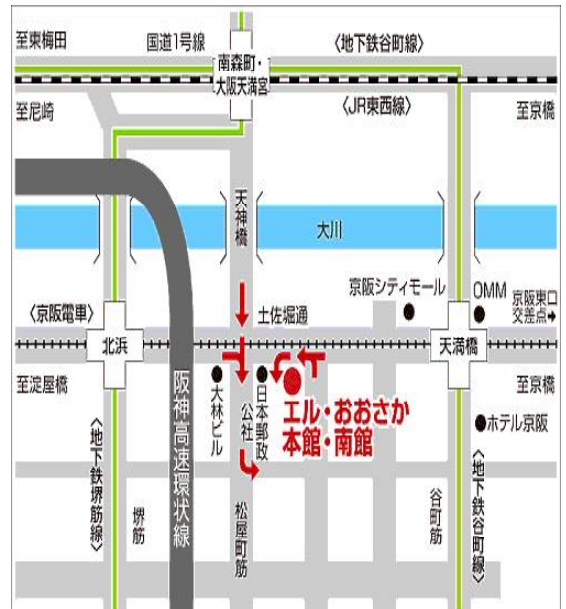 至東梅田
国道1号線
〈地下鉄谷町線〉
南森町・
大阪天満宮
至尼崎
〈JR東西線〉
至京橋
天神橋
大川
京阪シティモール
OMM
京阪東口
交差点➡
〈京阪電車〉
土佐堀通
北浜
天満橋
至淀屋橋
至京橋
大林ビル
公社
日本郵政
エル・おおさか
本館・南館
ホテル京阪
阪神高速環状線
〈地下鉄堺筋線〉
堺筋
松屋町筋
谷町筋
〈地下鉄谷町線〉